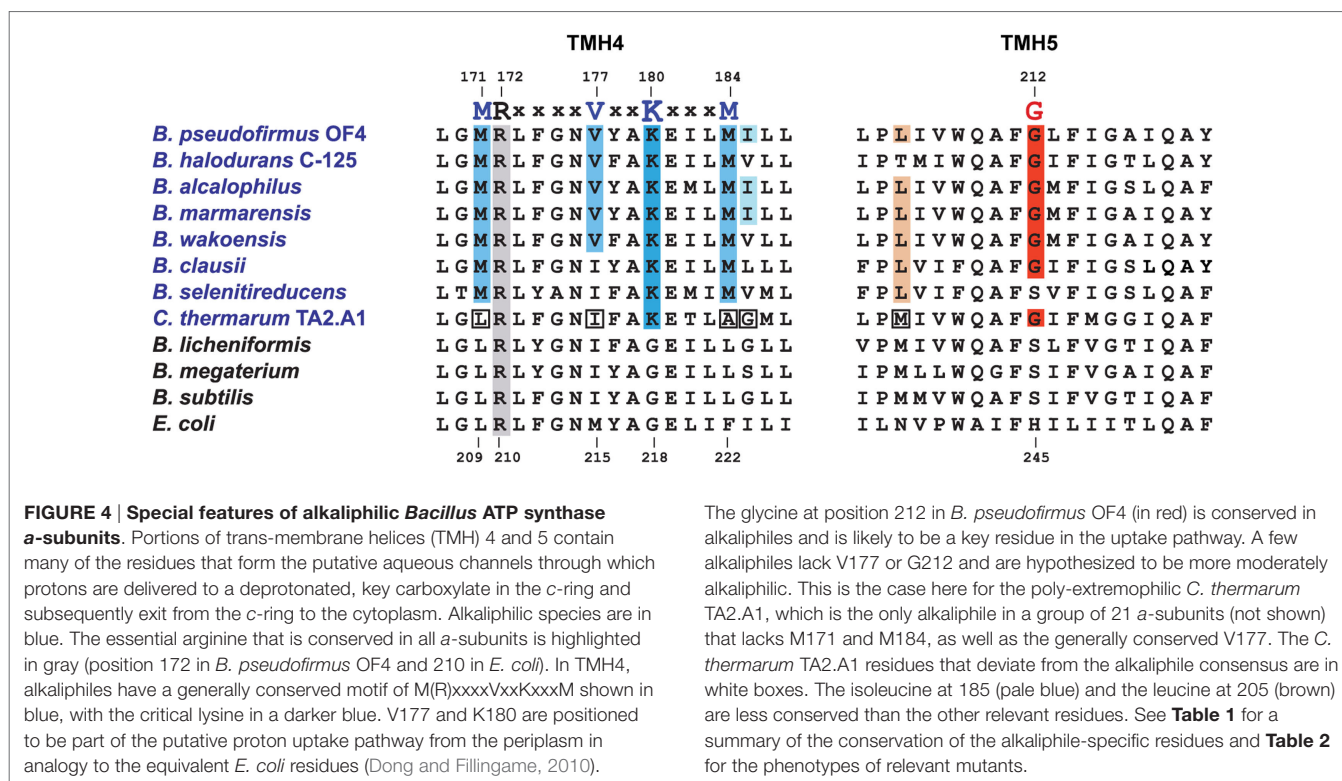 TMH4 TMH5
171 172 177 180 184 212
MRxxxxVxxKxxxM G
B. pseudofirmus OF4 LGMRLFGNVYAKEILMILL LPLIVWQAFGLFIGAIQAY
B. halodurans C-125 LGMRLFGNVFAKEILMVLL IPTMIWQAFGIFIGTLQAY
B. alcalophilus LGMRLFGNVYAKEMLMILL LPLIVWQAFGMFIGSLQAF
B. marmarensis LGMRLFGNVYAKEILMILL LPLIVWQAFGMFIGAIQAY
B. wakoensis LGMRLFGNVFAKEILMVLL LPLIVWQAFGMFIGAIQAY
B. clausii LGMRLFGNIYAKEILMLLL FPLVIFQAFGIFIGSLQAY
B. selenitireducens LTMRLYANIFAKEMIMVML FPLVIFQAFSVFIGSLQAF
C. thermarum TA2.A1 LGLRLFGNIFAKETLAGML LPMIVWQAFGIFMGGIQAF
B. licheniformis LGLRLYGNIFAGEILLGLL VPMIVWQAFSLFVGTIQAF
B. megaterium LGLRLYGNIYAGEILLSLL IPMLLWQGFSIFVGAIQAF
B. subtilis LGLRLFGNIYAGEILLGLL IPMMVWQAFSIFVGTIQAF
E. coli LGLRLFGNMYAGELIFILI ILNVPWAIFHILIITLQAF
209 210 215 218 222 245
FIGURE 4 | Special features of alkaliphilic Bacillus ATP synthase
a-subunits. Portions of trans-membrane helices (TMH) 4 and 5 contain
many of the residues that form the putative aqueous channels through which
protons are delivered to a deprotonated, key carboxylate in the c-ring and
subsequently exit from the c-ring to the cytoplasm. Alkaliphilic species are in
blue. The essential arginine that is conserved in all a-subunits is highlighted
in gray (position 172 in B. pseudofirmus OF4 and 210 in E. coli). In TMH4,
alkaliphiles have a generally conserved motif of M(R)xxxxVxxKxxxM shown in
blue, with the critical lysine in a darker blue. V177 and K180 are positioned
to be part of the putative proton uptake pathway from the periplasm in
analogy to the equivalent E. coli residues (Dong and Fillingame, 2010).
The glycine at position 212 in B. pseudofirmus OF4 (in red) is conserved in
alkaliphiles and is likely to be a key residue in the uptake pathway. A few
alkaliphiles lack V177 or G212 and are hypothesized to be more moderately
alkaliphilic. This is the case here for the poly-extremophilic C. thermarum
TA2.A1, which is the only alkaliphile in a group of 21 a-subunits (not shown)
that lacks M171 and M184, as well as the generally conserved V177. The C.
thermarum TA2.A1 residues that deviate from the alkaliphile consensus are in
white boxes. The isoleucine at 185 (pale blue) and the leucine at 205 (brown)
are less conserved than the other relevant residues. See Table 1 for a
summary of the conservation of the alkaliphile-specific residues and Table 2
for the phenotypes of relevant mutants.